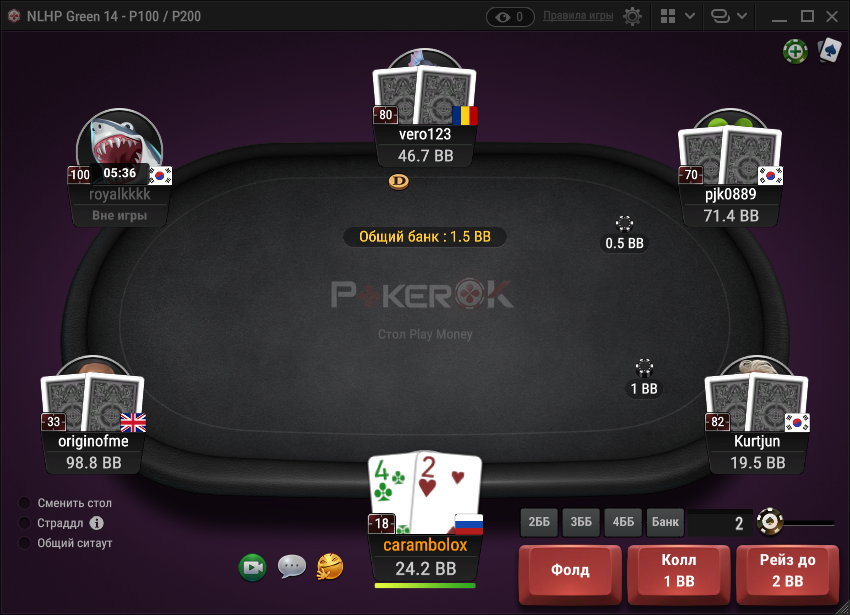 NLHP Green 14 - P100 / P200
0
Правила игры
80
vero123
46.7 BB
100
05:36
royalkkkk
Вне игры
70
pjk0889
71.4 BB
D
Общий банк : 1.5 BB
0.5 BB
POKEROK
Стол Play Money
1 BB
33
originofme
98.8 BB
82
Kurtjun
19.5 BB
4
2
18
carambolox
24.2 BB
Сменить стол
Страддл i
Общий ситаут
2ББ
3ББ
4ББ
Банк
2
Фолд
Колл
1 BB
Рейз до
2 BB